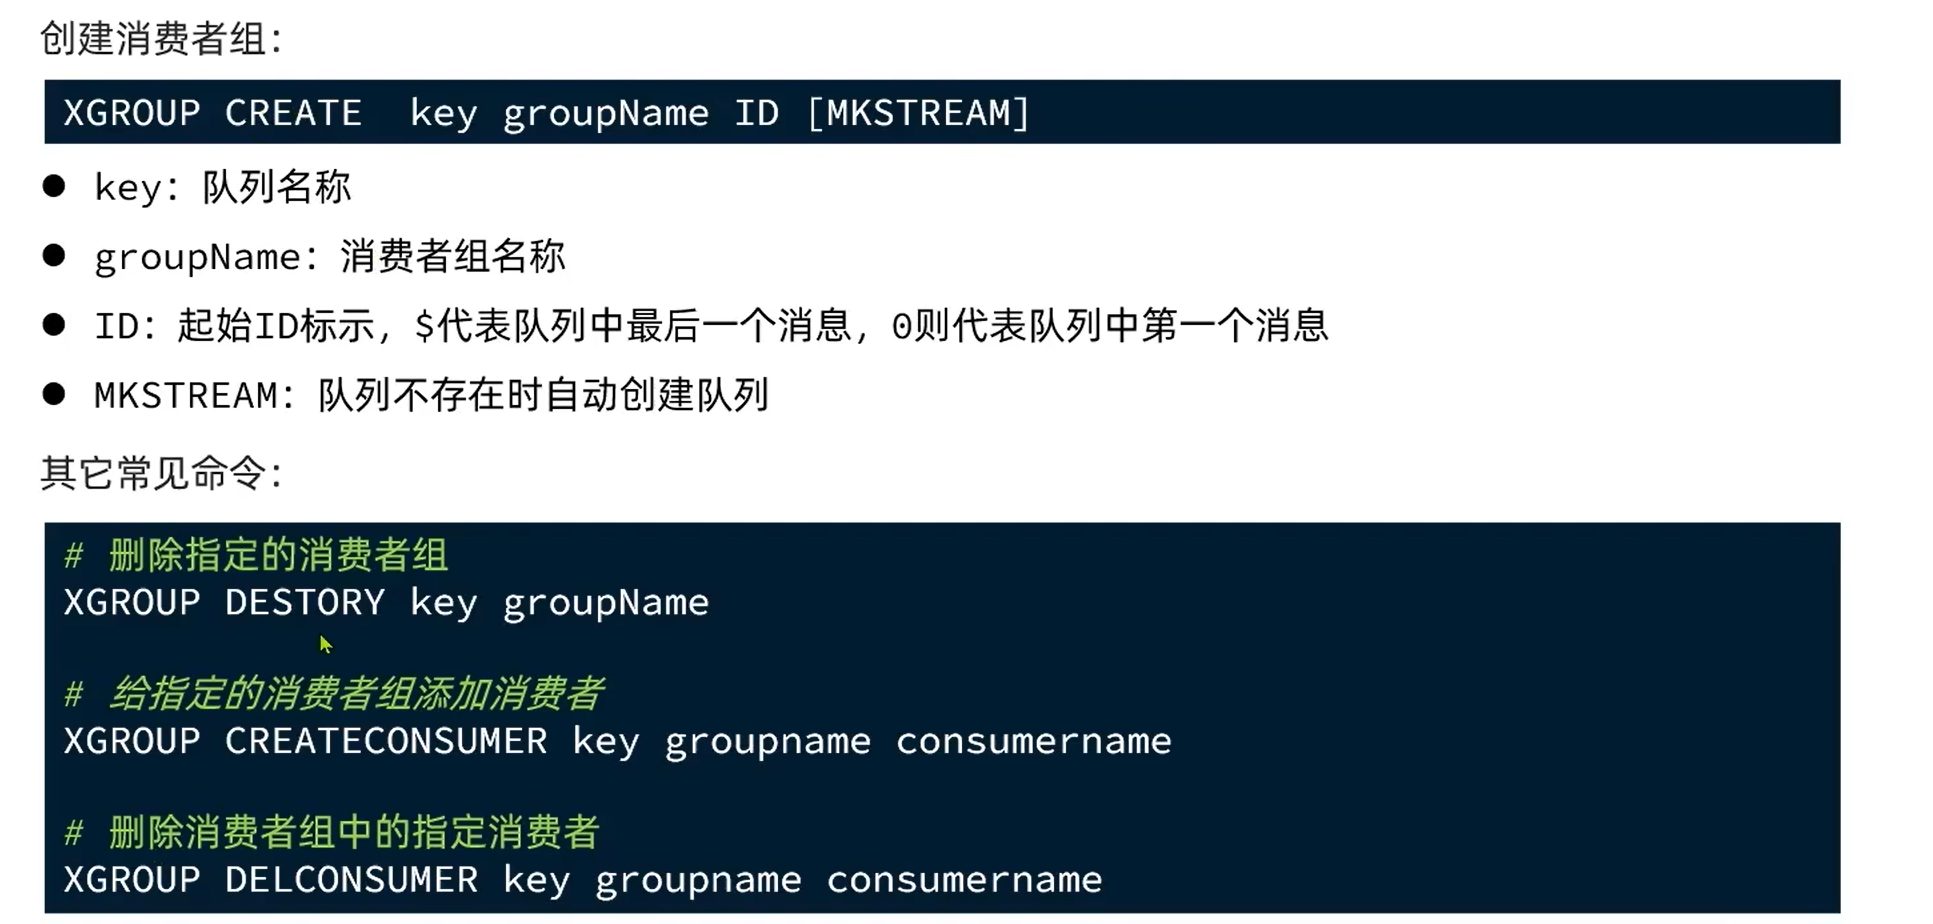 创建消费者组：
XGROUP CREATE  key groupName ID [MKSTREAM]
● key：队列名称
● groupName：消费者组名称
● ID：起始ID标示，$代表队列中最后一个消息，0则代表队列中第一个消息
● MKSTREAM：队列不存在时自动创建队列
其它常见命令：
# 删除指定的消费者组
XGROUP DESTORY key groupName
# 给指定的消费者组添加消费者
XGROUP CREATECONSUMER key groupname consumername
# 删除消费者组中的指定消费者
XGROUP DELCONSUMER key groupname consumername